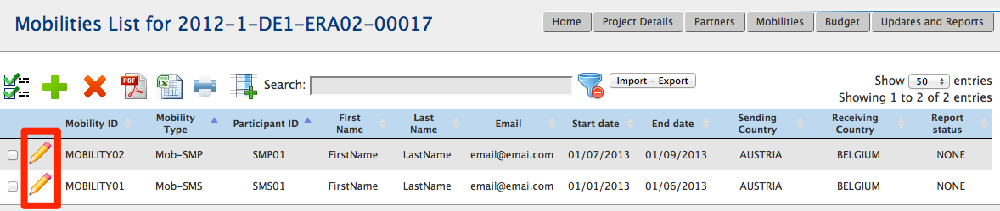 Mobilities List for 2012-1-DE1-ERA02-00017
Home Project Details Partners Mobilities Budget Updates and Reports
PDF Search: Import - Export Show 50 entries
Showing 1 to 2 of 2 entries
Mobility ID Mobility Type Participant ID First Name Last Name Email Start date End date Sending Country Receiving Country Report status
MOBILITY02 Mob-SMP SMP01 FirstName LastName email@emai.com 01/07/2013 01/09/2013 AUSTRIA BELGIUM NONE
MOBILITY01 Mob-SMS SMS01 FirstName LastName email@emai.com 01/01/2013 01/06/2013 AUSTRIA BELGIUM NONE